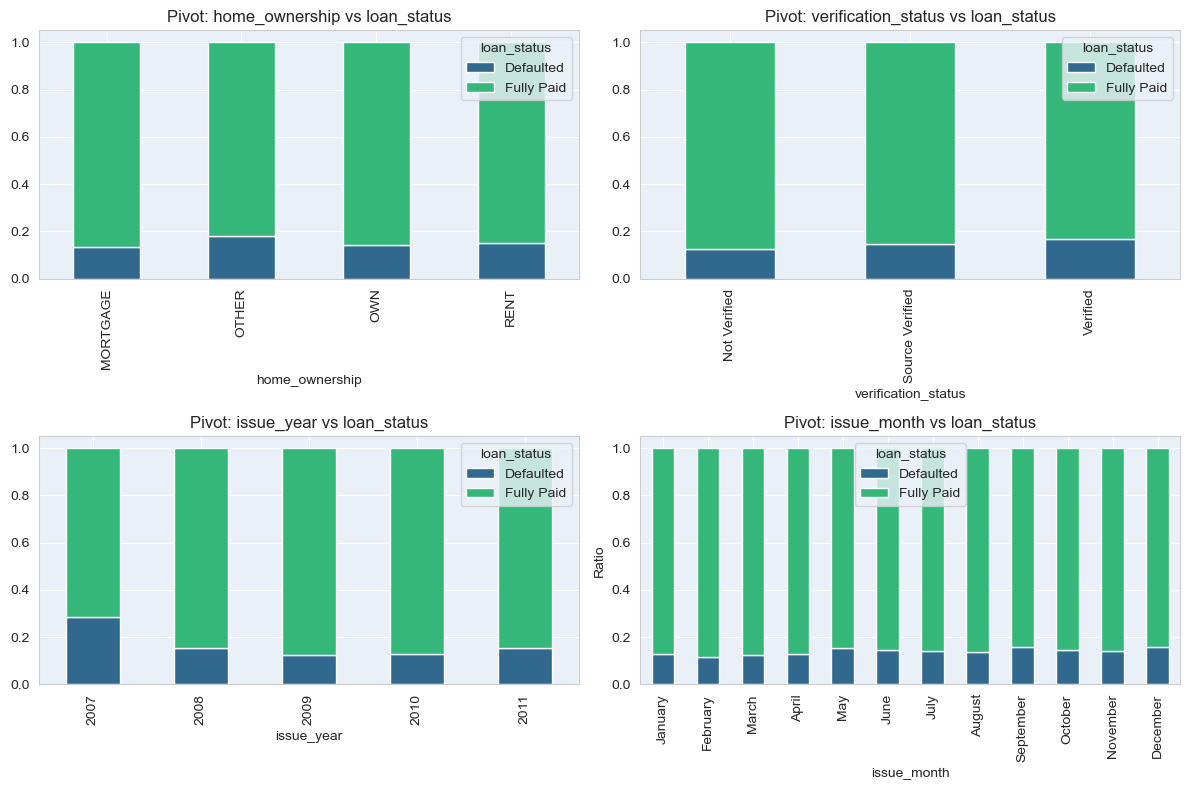 Pivot: home_ownership vs loan_status
1.0
0.8
0.6
0.4
0.2
0.0
loan_status
Defaulted
Fully Paid
MORTGAGE
OTHER
OWN
RENT
home_ownership
Pivot: verification_status vs loan_status
1.0
0.8
0.6
0.4
0.2
0.0
loan_status
Defaulted
Fully Paid
Not Verified
Source Verified
Verified
verification_status
Pivot: issue_year vs loan_status
1.0
0.8
0.6
0.4
0.2
0.0
loan_status
Defaulted
Fully Paid
2007
2008
2009
2010
2011
issue_year
Pivot: issue_month vs loan_status
Ratio
1.0
0.8
0.6
0.4
0.2
0.0
loan_status
Defaulted
Fully Paid
January
February
March
April
May
June
July
August
September
October
November
December
issue_month